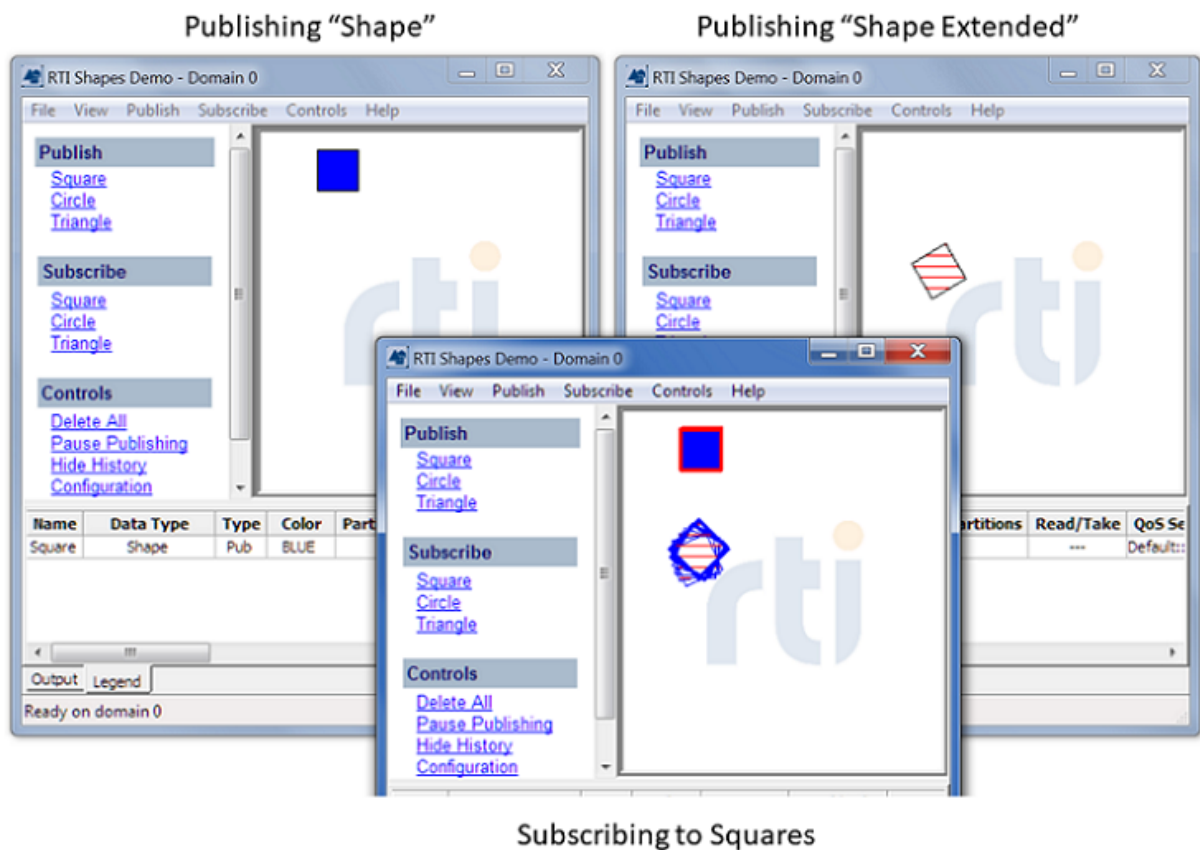 Publishing “Shape”
Publishing “Shape Extended”
RTI Shapes Demo - Domain 0
File View Publish Subscribe Controls Help
Publish
Square
Circle
Triangle
Subscribe
Square
Circle
Triangle
Controls
Delete All
Pause Publishing
Hide History
Configuration
rti
Name Data Type Type Color Part
Square Shape Pub BLUE
Output Legend
Ready on domain 0
RTI Shapes Demo - Domain 0
File View Publish Subscribe Controls Help
Publish
Square
Circle
Triangle
Subscribe
Square
Circle
Triangle
rti
artitions Read/Take QoS Se
--- Default::
RTI Shapes Demo - Domain 0
File View Publish Subscribe Controls Help
Publish
Square
Circle
Triangle
Subscribe
Square
Circle
Triangle
Controls
Delete All
Pause Publishing
Hide History
Configuration
rti
Subscribing to Squares